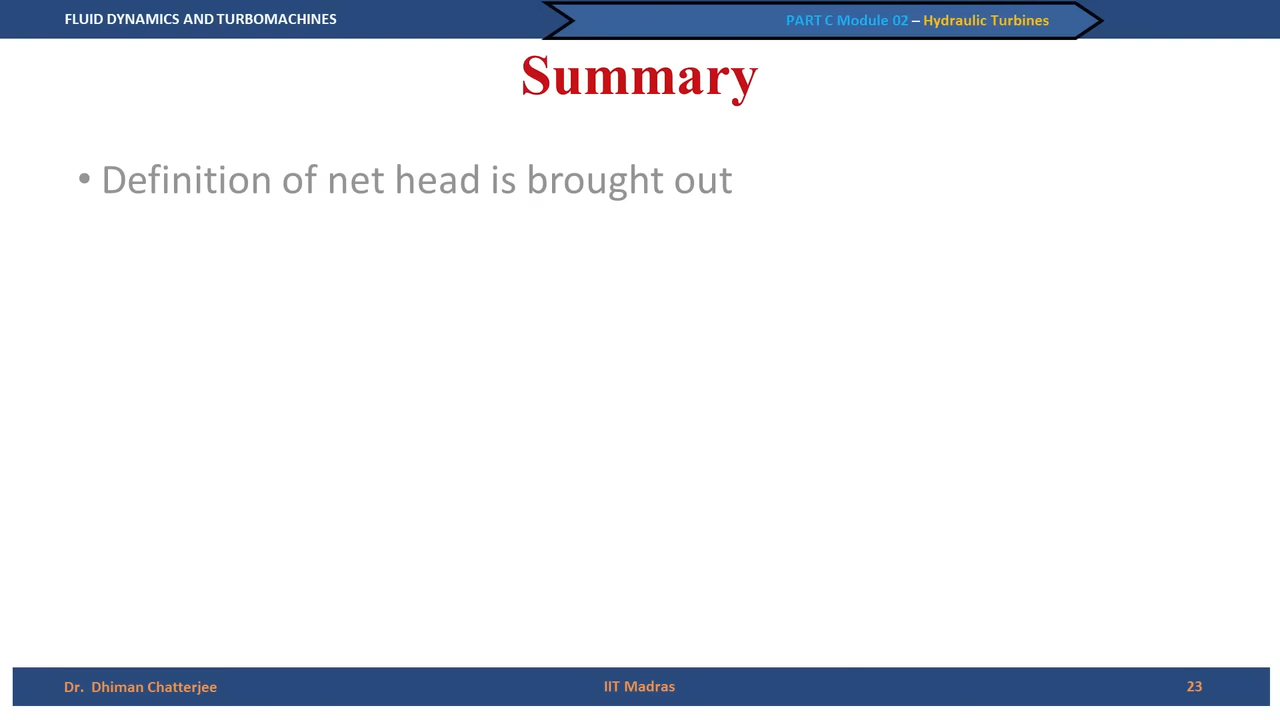 FLUID DYNAMICS AND TURBOMACHINES
PART C Module 02 – Hydraulic Turbines
Summary
• Definition of net head is brought out
Dr. Dhiman Chatterjee
IIT Madras
23